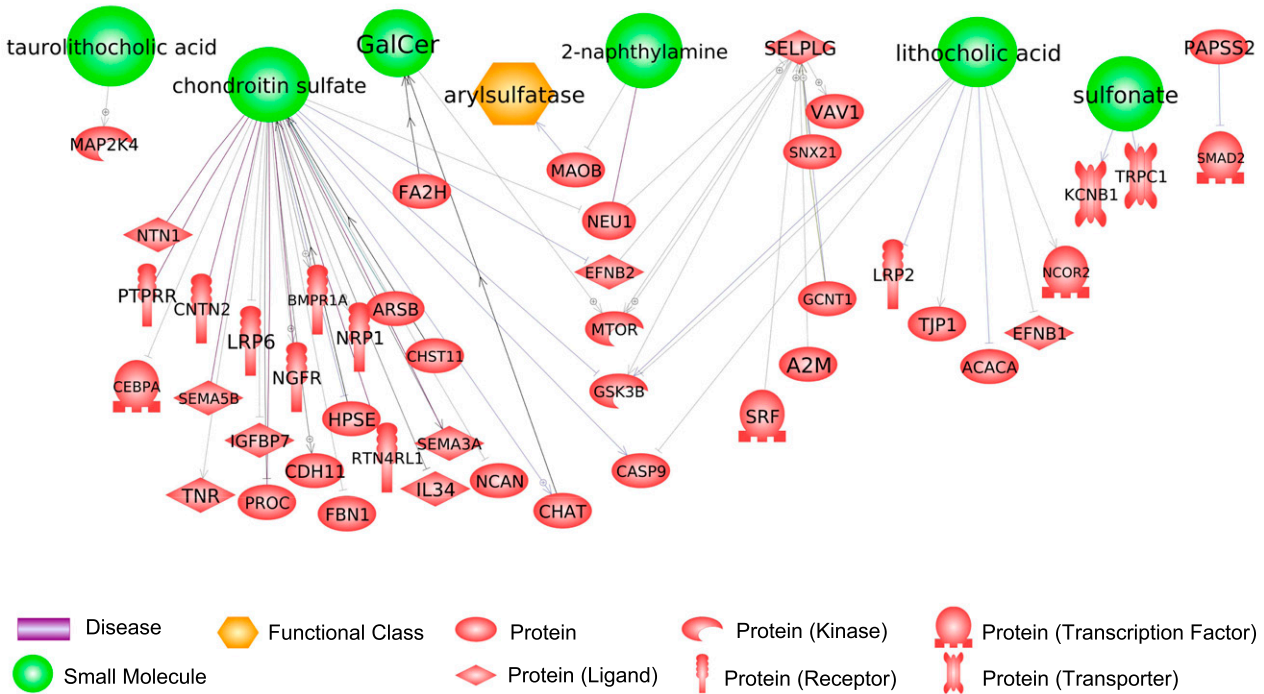 taurolithocholic acid
chondroitin sulfate
GalCer
arylsulfatase
2-naphthylamine
SELPLG
lithocholic acid
sulfonate
PAPSS2
MAP2K4
FA2H
MAOB
VAV1
SNX21
KCNB1
TRPC1
SMAD2
NTN1
NEU1
EFNB2
PTPRR
CNTN2
BMPR1A
ARSB
GCNT1
LRP2
NCOR2
LRP6
NRP1
MTOR
TJP1
EFNB1
CHST11
NGFR
A2M
ACACA
CEBPA
SEMA5B
GSK3B
HPSE
SRF
IGFBP7
SEMA3A
RTN4RL1
CDH11
CASP9
NCAN
TNR
PROC
IL34
FBN1
CHAT
Disease
Functional Class
Protein
Protein (Kinase)
Protein (Transcription Factor)
Small Molecule
Protein (Ligand)
Protein (Receptor)
Protein (Transporter)